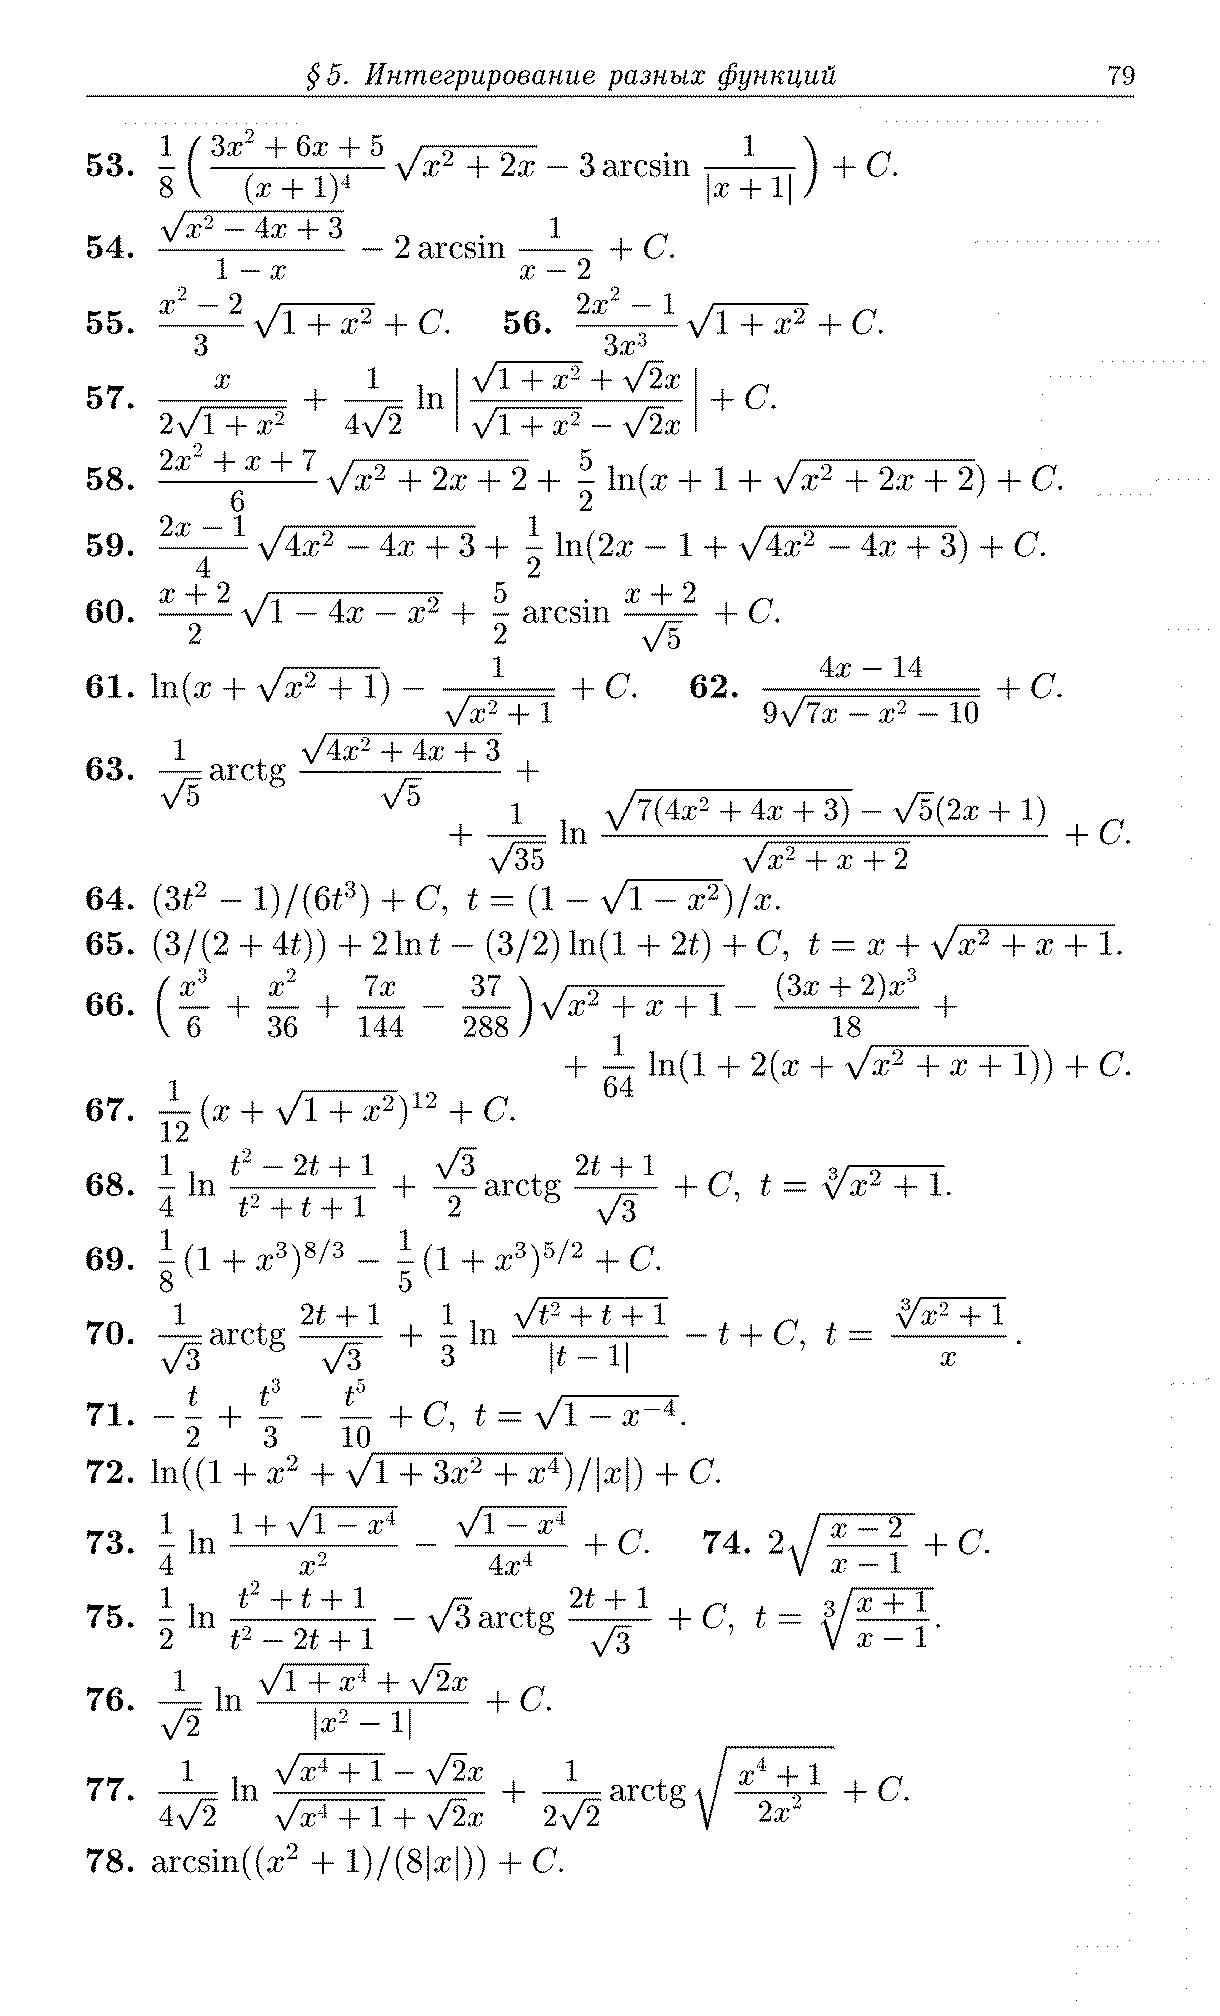 § 5. Интегрирование разных функций 79
53. $\frac{1}{8}\left(\frac{3x^2+6x+5}{(x+1)^4}\sqrt{x^2+2x}-3\arcsin\frac{1}{|x+1|}\right)+C.$
54. $\frac{\sqrt{x^2-4x+3}}{1-x}-2\arcsin\frac{1}{x-2}+C.$
55. $\frac{x^2-2}{3}\sqrt{1+x^2}+C.$ 56. $\frac{2x^2-1}{3x^3}\sqrt{1+x^2}+C.$
57. $\frac{x}{2\sqrt{1+x^2}}+\frac{1}{4\sqrt{2}}\ln\left|\frac{\sqrt{1+x^2}+\sqrt{2}x}{\sqrt{1+x^2}-\sqrt{2}x}\right|+C.$
58. $\frac{2x^2+x+7}{6}\sqrt{x^2+2x+2}+\frac{5}{2}\ln(x+1+\sqrt{x^2+2x+2})+C.$
59. $\frac{2x-1}{4}\sqrt{4x^2-4x+3}+\frac{1}{2}\ln(2x-1+\sqrt{4x^2-4x+3})+C.$
60. $\frac{x+2}{2}\sqrt{1-4x-x^2}+\frac{5}{2}\arcsin\frac{x+2}{\sqrt{5}}+C.$
61. $\ln(x+\sqrt{x^2+1})-\frac{1}{\sqrt{x^2+1}}+C.$ 62. $\frac{4x-14}{9\sqrt{7x-x^2-10}}+C.$
63. $\frac{1}{\sqrt{5}}\text{arctg}\frac{\sqrt{4x^2+4x+3}}{\sqrt{5}}+$
$+\frac{1}{\sqrt{35}}\ln\frac{\sqrt{7(4x^2+4x+3)}-\sqrt{5}(2x+1)}{\sqrt{x^2+x+2}}+C.$
64. $(3t^2-1)/(6t^3)+C,\ t=(1-\sqrt{1-x^2})/x.$
65. $(3/(2+4t))+2\ln t-(3/2)\ln(1+2t)+C,\ t=x+\sqrt{x^2+x+1}.$
66. $\left(\frac{x^3}{6}+\frac{x^2}{36}+\frac{7x}{144}-\frac{37}{288}\right)\sqrt{x^2+x+1}-\frac{(3x+2)x^3}{18}+$
$+\frac{1}{64}\ln(1+2(x+\sqrt{x^2+x+1}))+C.$
67. $\frac{1}{12}(x+\sqrt{1+x^2})^{12}+C.$
68. $\frac{1}{4}\ln\frac{t^2-2t+1}{t^2+t+1}+\frac{\sqrt{3}}{2}\text{arctg}\frac{2t+1}{\sqrt{3}}+C,\ t=\sqrt[3]{x^2+1}.$
69. $\frac{1}{8}(1+x^3)^{8/3}-\frac{1}{5}(1+x^3)^{5/2}+C.$
70. $\frac{1}{\sqrt{3}}\text{arctg}\frac{2t+1}{\sqrt{3}}+\frac{1}{3}\ln\frac{\sqrt{t^2+t+1}}{|t-1|}-t+C,\ t=\frac{\sqrt[3]{x^2+1}}{x}.$
71. $-\frac{t}{2}+\frac{t^3}{3}-\frac{t^5}{10}+C,\ t=\sqrt{1-x^{-4}}.$
72. $\ln((1+x^2+\sqrt{1+3x^2+x^4})/|x|)+C.$
73. $\frac{1}{4}\ln\frac{1+\sqrt{1-x^4}}{x^2}-\frac{\sqrt{1-x^4}}{4x^4}+C.$ 74. $2\sqrt{\frac{x-2}{x-1}}+C.$
75. $\frac{1}{2}\ln\frac{t^2+t+1}{t^2-2t+1}-\sqrt{3}\text{arctg}\frac{2t+1}{\sqrt{3}}+C,\ t=\sqrt[3]{\frac{x+1}{x-1}}.$
76. $\frac{1}{\sqrt{2}}\ln\frac{\sqrt{1+x^4}+\sqrt{2}x}{|x^2-1|}+C.$
77. $\frac{1}{4\sqrt{2}}\ln\frac{\sqrt{x^4+1}-\sqrt{2}x}{\sqrt{x^4+1}+\sqrt{2}x}+\frac{1}{2\sqrt{2}}\text{arctg}\sqrt{\frac{x^4+1}{2x^2}}+C.$
78. $\arcsin((x^2+1)/(8|x|))+C.$